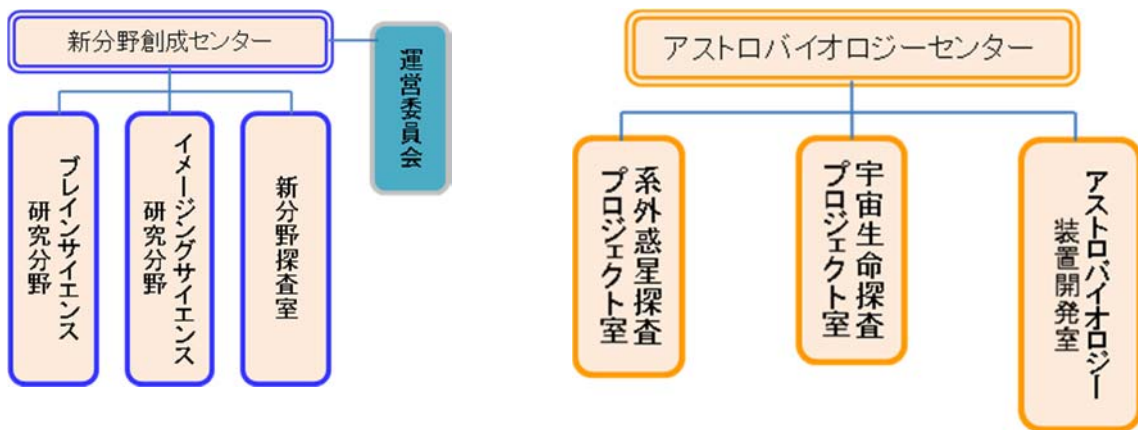 新分野創成センター
運営委員会
ブレインサイエンス
研究分野
イメージングサイエンス
研究分野
新分野探査室
アストロバイオロジーセンター
系外惑星探査
プロジェクト室
宇宙生命探査
プロジェクト室
アストロバイオロジー
装置開発室